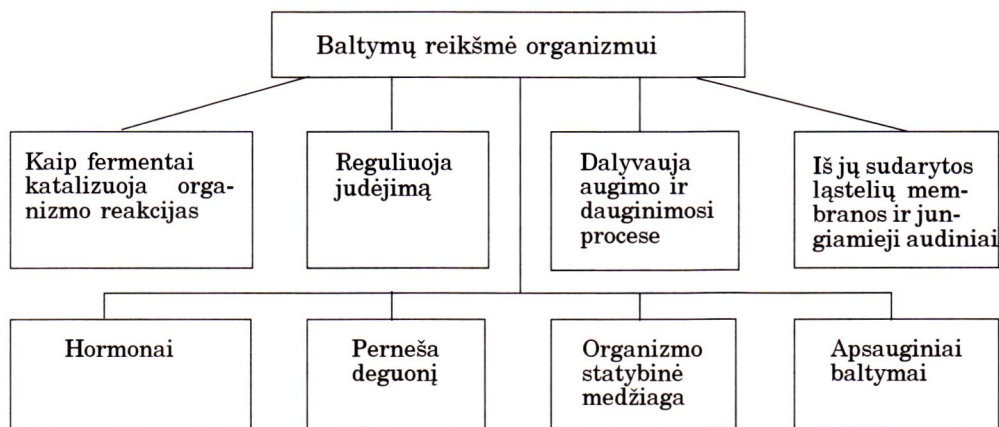 Baltymų reikšmė organizmui
Kaip fermentai
katalizuoja orga-
nizmo reakcijas
Reguliuoja
judėjimą
Dalyvauja
augimo ir
dauginimosi
procese
Iš jų sudarytos
ląstelių mem-
branos ir jun-
giamieji audiniai
Hormonai
Perneša
deguonį
Organizmo
statybinė
medžiaga
Apsauginiai
baltymai